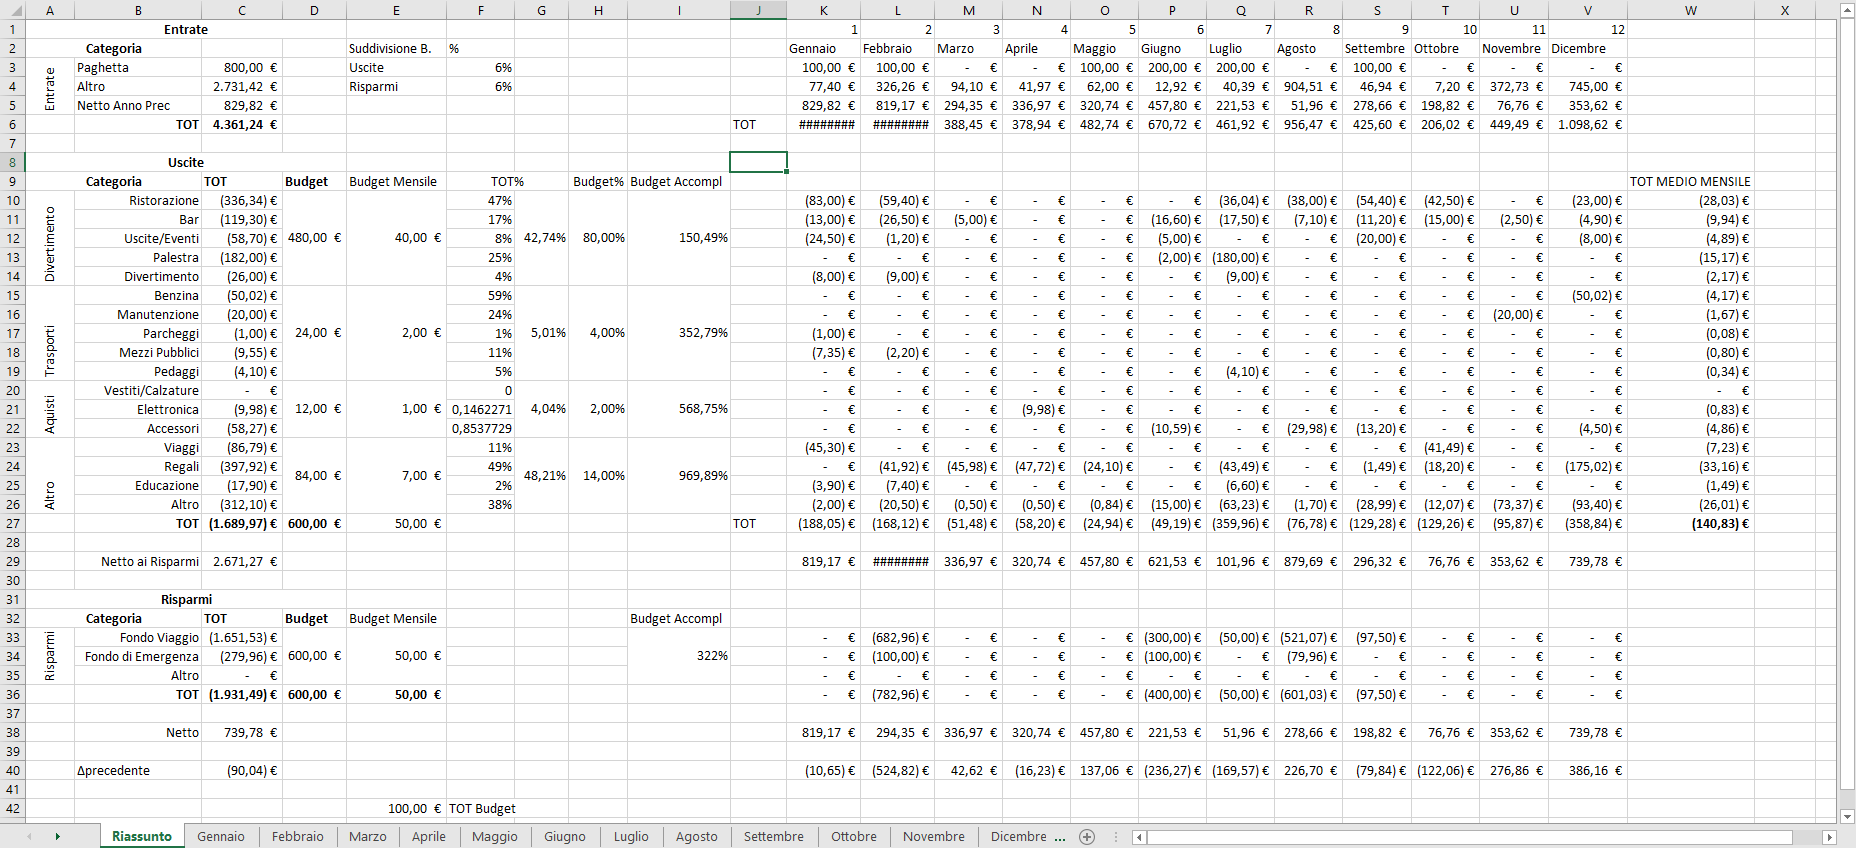 A B C D E F G H I J K L M N O P Q R S T U V W X
1 Entrate 1 2 3 4 5 6 7 8 9 10 11 12
2 Categoria Suddivisione B. % Gennaio Febbraio Marzo Aprile Maggio Giugno Luglio Agosto Settembre Ottobre Novembre Dicembre
3 Entrate Paghetta 800,00 € Uscite 6% 100,00 € 100,00 € - € - € 100,00 € 200,00 € 200,00 € - € 100,00 € - € - € - €
4 Altro 2.731,42 € Risparmi 6% 77,40 € 326,26 € 94,10 € 41,97 € 62,00 € 12,92 € 40,39 € 904,51 € 46,94 € 7,20 € 372,73 € 745,00 €
5 Netto Anno Prec 829,82 € 829,82 € 819,17 € 294,35 € 336,97 € 320,74 € 457,80 € 221,53 € 51,96 € 278,66 € 198,82 € 76,76 € 353,62 €
6 TOT 4.361,24 € TOT ######## ######## 388,45 € 378,94 € 482,74 € 670,72 € 461,92 € 956,47 € 425,60 € 206,02 € 449,49 € 1.098,62 €
7
8 Uscite
9 Categoria TOT Budget Budget Mensile TOT% Budget% Budget Accompl TOT MEDIO MENSILE
10 Divertimento Ristorazione (336,34) € 47% (83,00) € (59,40) € - € - € - € - € (36,04) € (38,00) € (54,40) € (42,50) € - € (23,00) € (28,03) €
11 Bar (119,30) € 17% (13,00) € (26,50) € (5,00) € - € - € (16,60) € (17,50) € (7,10) € (11,20) € (15,00) € (2,50) € (4,90) € (9,94) €
12 Uscite/Eventi (58,70) € 480,00 € 40,00 € 8% 42,74% 80,00% 150,49% (24,50) € (1,20) € - € - € - € (5,00) € - € - € (20,00) € - € - € (8,00) € (4,89) €
13 Palestra (182,00) € 25% - € - € - € - € - € (2,00) € (180,00) € - € - € - € - € - € (15,17) €
14 Divertimento (26,00) € 4% (8,00) € (9,00) € - € - € - € - € (9,00) € - € - € - € - € - € (2,17) €
15 Trasporti Benzina (50,02) € 59% - € - € - € - € - € - € - € - € - € - € - € (50,02) € (4,17) €
16 Manutenzione (20,00) € 24% - € - € - € - € - € - € - € - € - € - € (20,00) € - € (1,67) €
17 Parcheggi (1,00) € 24,00 € 2,00 € 1% 5,01% 4,00% 352,79% (1,00) € - € - € - € - € - € - € - € - € - € - € - € (0,08) €
18 Mezzi Pubblici (9,55) € 11% (7,35) € (2,20) € - € - € - € - € - € - € - € - € - € - € (0,80) €
19 Pedaggi (4,10) € 5% - € - € - € - € - € - € (4,10) € - € - € - € - € - € (0,34) €
20 Aquisti Vestiti/Calzature - € 0 - € - € - € - € - € - € - € - € - € - € - € - € - €
21 Elettronica (9,98) € 12,00 € 1,00 € 0,1462271 4,04% 2,00% 568,75% - € - € - € (9,98) € - € - € - € - € - € - € - € - € (0,83) €
22 Accessori (58,27) € 0,8537729 - € - € - € - € - € (10,59) € - € (29,98) € (13,20) € - € - € (4,50) € (4,86) €
23 Altro Viaggi (86,79) € 11% (45,30) € - € - € - € - € - € - € - € - € (41,49) € - € - € (7,23) €
24 Regali (397,92) € 84,00 € 7,00 € 49% 48,21% 14,00% 969,89% - € (41,92) € (45,98) € (47,72) € (24,10) € - € (43,49) € - € (1,49) € (18,20) € - € (175,02) € (33,16) €
25 Educazione (17,90) € 2% (3,90) € (7,40) € - € - € - € - € (6,60) € - € - € - € - € - € (1,49) €
26 Altro (312,10) € 38% (2,00) € (20,50) € (0,50) € (0,50) € (0,84) € (15,00) € (63,23) € (1,70) € (28,99) € (12,07) € (73,37) € (93,40) € (26,01) €
27 TOT (1.689,97) € 600,00 € 50,00 € TOT (188,05) € (168,12) € (51,48) € (58,20) € (24,94) € (49,19) € (359,96) € (76,78) € (129,28) € (129,26) € (95,87) € (358,84) € (140,83) €
28
29 Netto ai Risparmi 2.671,27 € 819,17 € ######## 336,97 € 320,74 € 457,80 € 621,53 € 101,96 € 879,69 € 296,32 € 76,76 € 353,62 € 739,78 €
30
31 Risparmi
32 Categoria TOT Budget Budget Mensile Budget Accompl
33 Risparmi Fondo Viaggio (1.651,53) € - € (682,96) € - € - € - € (300,00) € (50,00) € (521,07) € (97,50) € - € - € - €
34 Fondo di Emergenza (279,96) € 600,00 € 50,00 € 322% - € (100,00) € - € - € - € (100,00) € - € (79,96) € - € - € - € - €
35 Altro - € - € - € - € - € - € - € - € - € - € - € - € - €
36 TOT (1.931,49) € 600,00 € 50,00 € - € (782,96) € - € - € - € (400,00) € (50,00) € (601,03) € (97,50) € - € - € - €
37
38 Netto 739,78 € 819,17 € 294,35 € 336,97 € 320,74 € 457,80 € 221,53 € 51,96 € 278,66 € 198,82 € 76,76 € 353,62 € 739,78 €
39
40 Δprecedente (90,04) € (10,65) € (524,82) € 42,62 € (16,23) € 137,06 € (236,27) € (169,57) € 226,70 € (79,84) € (122,06) € 276,86 € 386,16 €
41
42 100,00 € TOT Budget
Riassunto Gennaio Febbraio Marzo Aprile Maggio Giugno Luglio Agosto Settembre Ottobre Novembre Dicembre ...